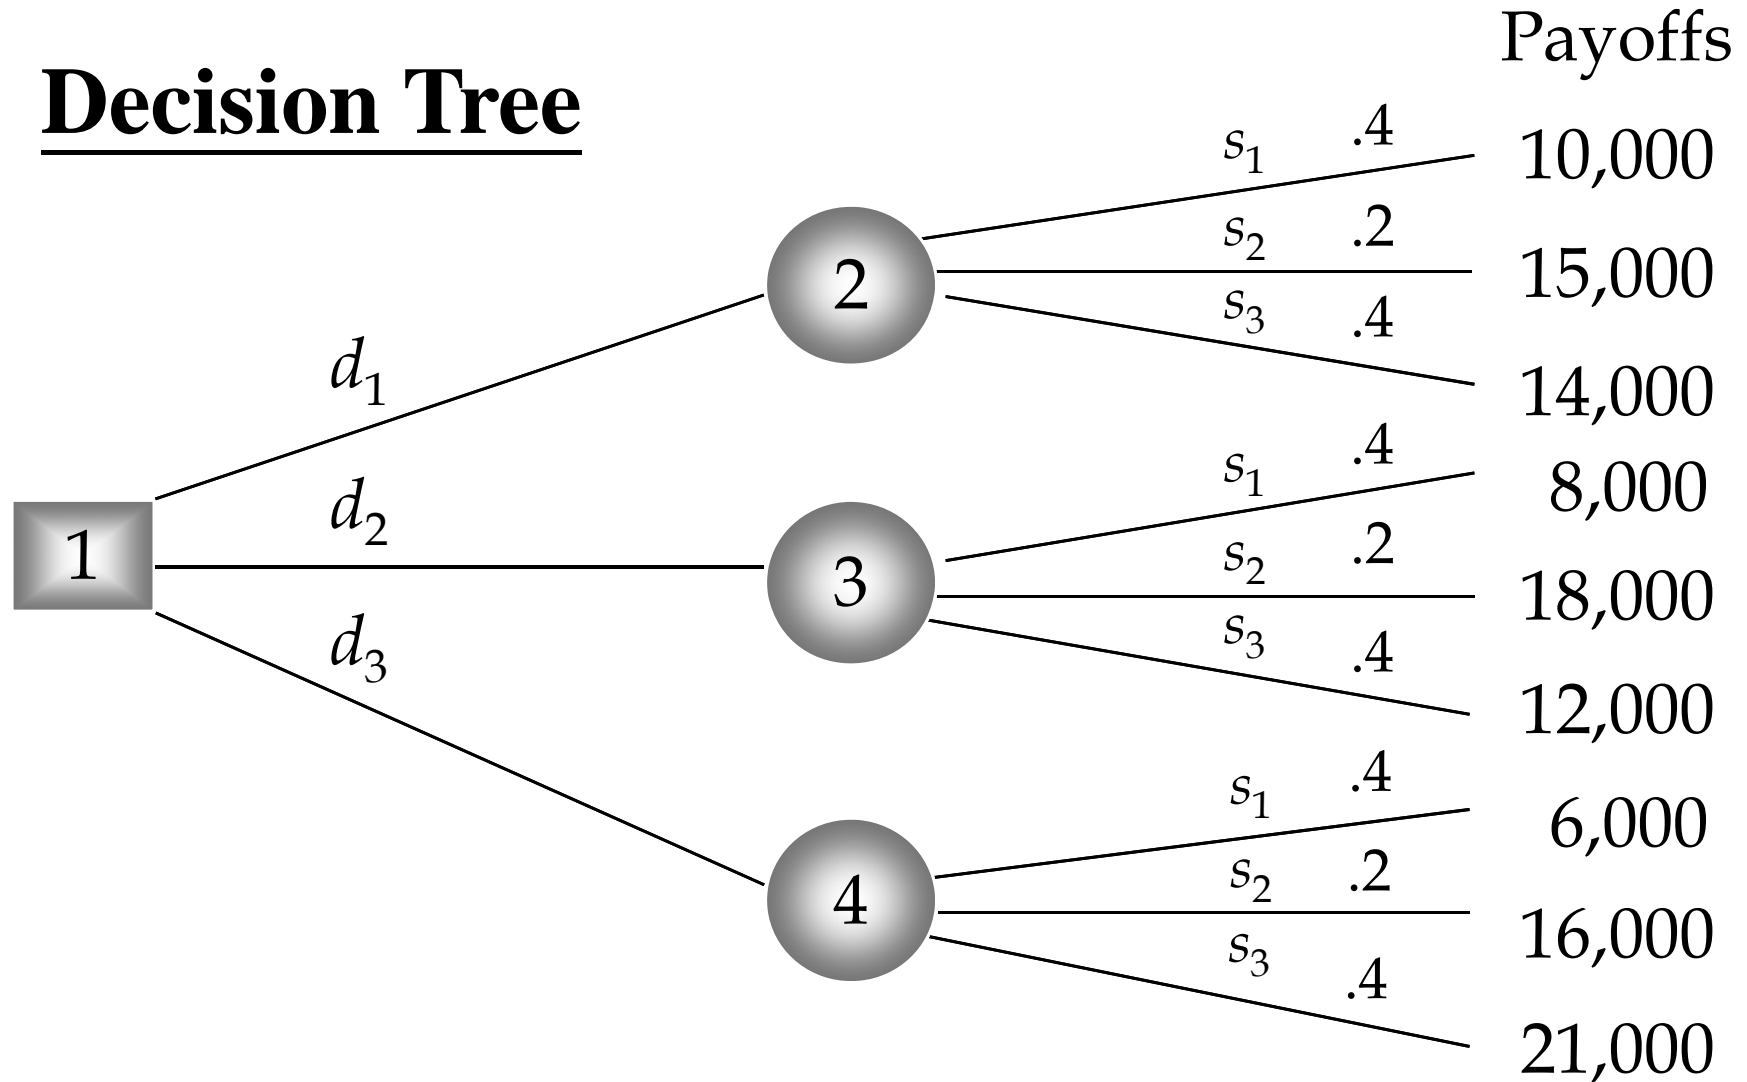 Payoffs
Decision Tree
s1 .4 10,000
s2 .2 15,000
2
s3 .4 14,000
d1
s1 .4 8,000
d2
1
s2 .2 18,000
3
s3 .4 12,000
d3
s1 .4 6,000
s2 .2 16,000
4
s3 .4 21,000